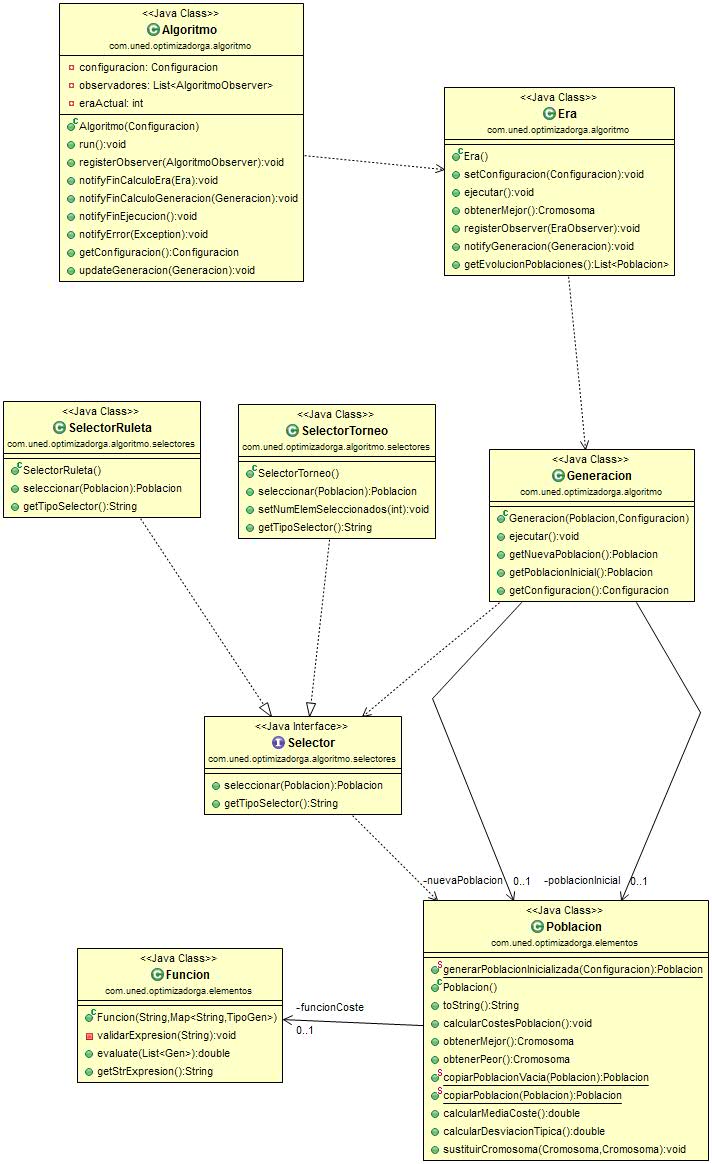 <<Java Class>>
Algoritmo
com.uned.optimizadorga.algoritmo
configuracion: Configuracion
observadores: List<AlgoritmoObserver>
eraActual: int
Algoritmo(Configuracion)
run():void
registerObserver(AlgoritmoObserver):void
notifyFinCalculoEra(Era):void
notifyFinCalculoGeneracion(Generacion):void
notifyFinEjecucion():void
notifyError(Exception):void
getConfiguracion():Configuracion
updateGeneracion(Generacion):void
<<Java Class>>
Era
com.uned.optimizadorga.algoritmo
Era()
setConfiguracion(Configuracion):void
ejecutar():void
obtenerMejor():Cromosoma
registerObserver(EraObserver):void
notifyGeneracion(Generacion):void
getEvolucionPoblaciones():List<Poblacion>
<<Java Class>>
SelectorRuleta
com.uned.optimizadorga.algoritmo.selectores
SelectorRuleta()
seleccionar(Poblacion):Poblacion
getTipoSelector():String
<<Java Class>>
SelectorTorneo
com.uned.optimizadorga.algoritmo.selectores
SelectorTorneo()
seleccionar(Poblacion):Poblacion
setNumElemSeleccionados(int):void
getTipoSelector():String
<<Java Class>>
Generacion
com.uned.optimizadorga.algoritmo
Generacion(Poblacion,Configuracion)
ejecutar():void
getNuevaPoblacion():Poblacion
getPoblacionInicial():Poblacion
getConfiguracion():Configuracion
<<Java Interface>>
Selector
com.uned.optimizadorga.algoritmo.selectores
seleccionar(Poblacion):Poblacion
getTipoSelector():String
-nuevaPoblacion
0..1
-poblacionInicial
0..1
<<Java Class>>
Poblacion
com.uned.optimizadorga.elementos
generarPoblacionInicializada(Configuracion):Poblacion
Poblacion()
toString():String
calcularCostesPoblacion():void
obtenerMejor():Cromosoma
obtenerPeor():Cromosoma
copiarPoblacionVacia(Poblacion):Poblacion
copiarPoblacion(Poblacion):Poblacion
calcularMediaCoste():double
calcularDesviacionTipica():double
sustituirCromosoma(Cromosoma,Cromosoma):void
-funcionCoste
0..1
<<Java Class>>
Funcion
com.uned.optimizadorga.elementos
Funcion(String,Map<String,TipoGen>)
validarExpresion(String):void
evaluate(List<Gen>):double
getStrExpresion():String